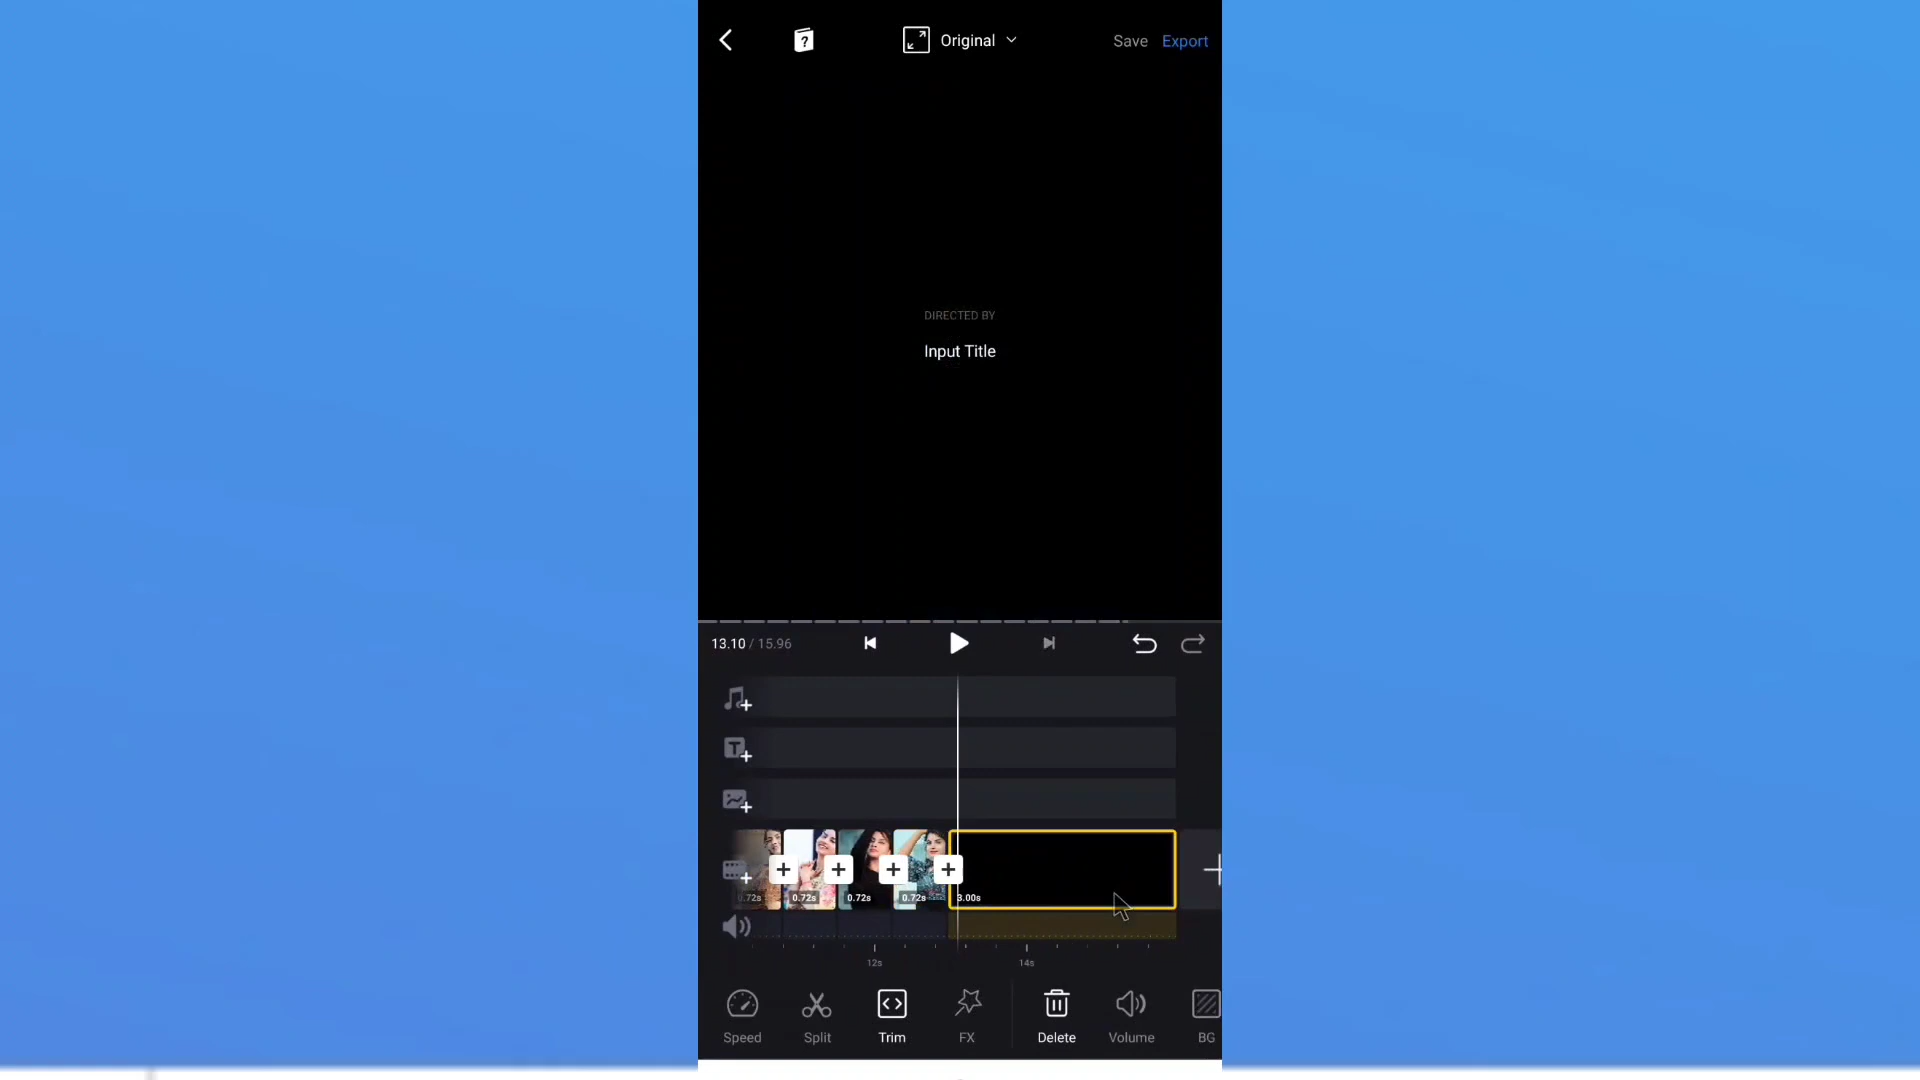 Original
Save Export
DIRECTED BY
Input Title
13.10 / 15.96
0.72s 0.72s 0.72s 0.72s 3.00s
12s 14s
Speed Split Trim FX Delete Volume BG